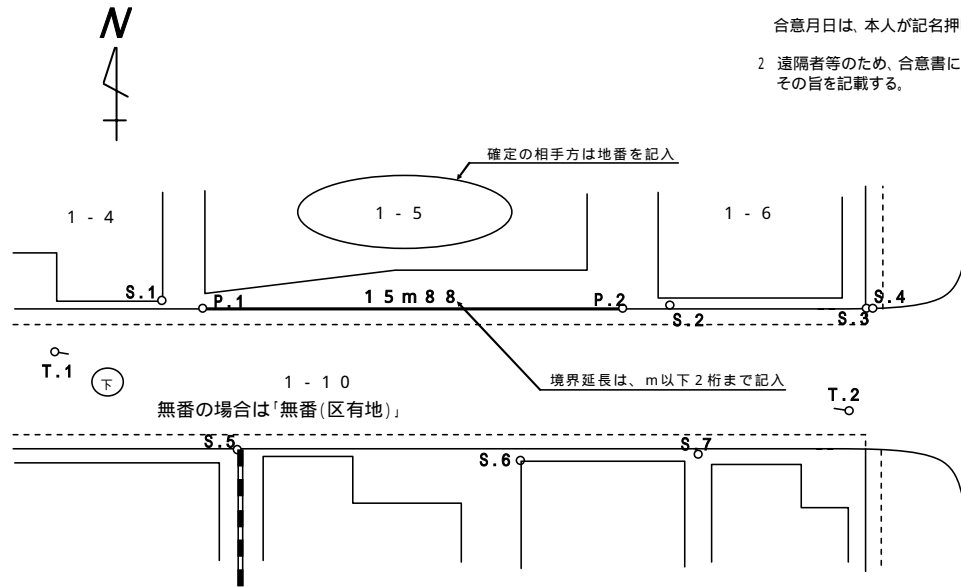 N
合意月日は、本人が記名押
2 遠隔者等のため、合意書に
その旨を記載する。
確定の相手方は地番を記入
1-4
1-5
1-6
S.1
P.1
15m88
P.2
S.2
S.3
S.4
T.1
下
1-10
境界延長は、m以下2桁まで記入
無番の場合は「無番(区有地)」
T.2
S.5
S.6
S.7